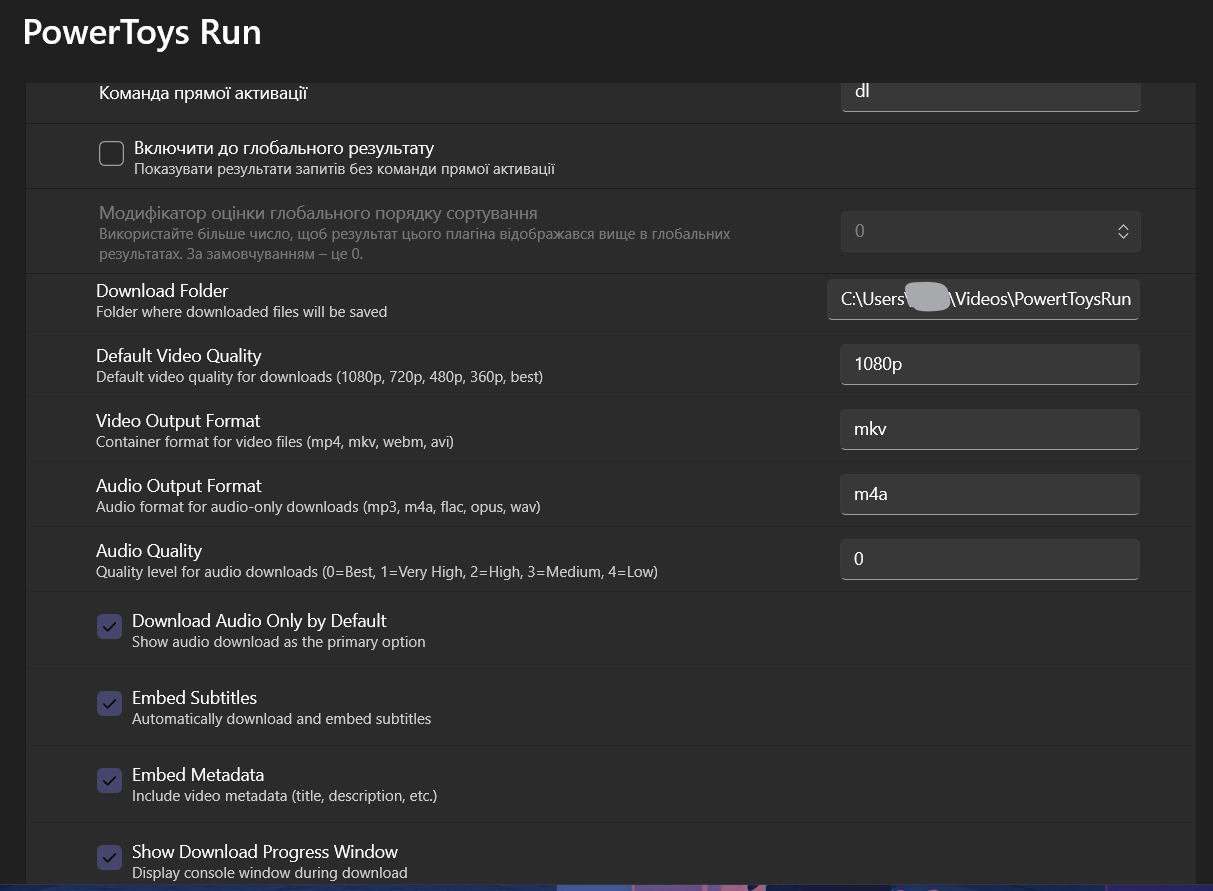 PowerToys Run
Команда прямої активації
dl
Включити до глобального результату
Показувати результати запитів без команди прямої активації
Модифікатор оцінки глобального порядку сортування
Використайте більше число, щоб результат цього плагіна відображався вище в глобальних
результатах. За замовчуванням – це 0.
0
Download Folder
Folder where downloaded files will be saved
C:\Users\ \Videos\PowertToysRun
Default Video Quality
Default video quality for downloads (1080p, 720p, 480p, 360p, best)
1080p
Video Output Format
Container format for video files (mp4, mkv, webm, avi)
mkv
Audio Output Format
Audio format for audio-only downloads (mp3, m4a, flac, opus, wav)
m4a
Audio Quality
Quality level for audio downloads (0=Best, 1=Very High, 2=High, 3=Medium, 4=Low)
0
Download Audio Only by Default
Show audio download as the primary option
Embed Subtitles
Automatically download and embed subtitles
Embed Metadata
Include video metadata (title, description, etc.)
Show Download Progress Window
Display console window during download